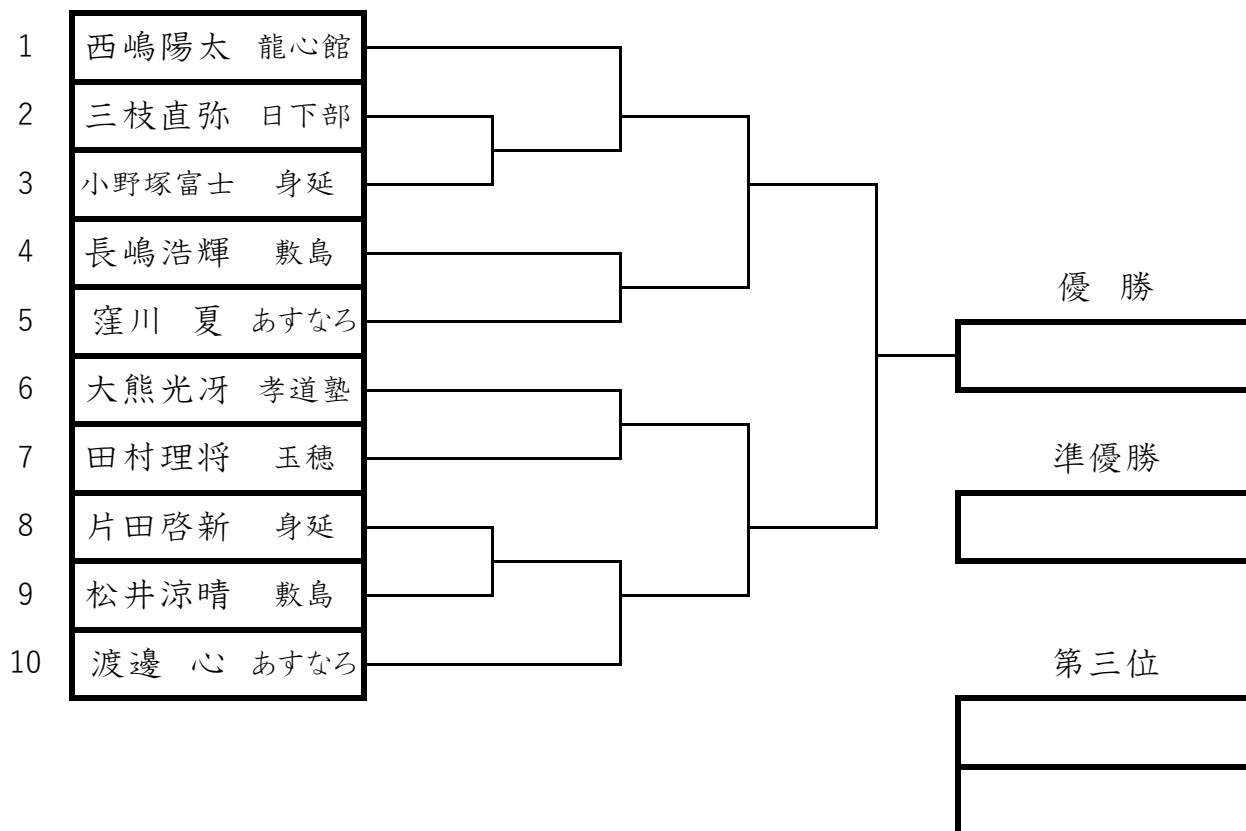 1 西嶋陽太 龍心館
2 三枝直弥 日下部
3 小野塚富士 身延
4 長嶋浩輝 敷島
5 窪川 夏 あすなろ
6 大熊光冴 孝道塾
7 田村理将 玉穂
8 片田啓新 身延
9 松井涼晴 敷島
10 渡邊 心 あすなろ
優 勝
準優勝
第三位